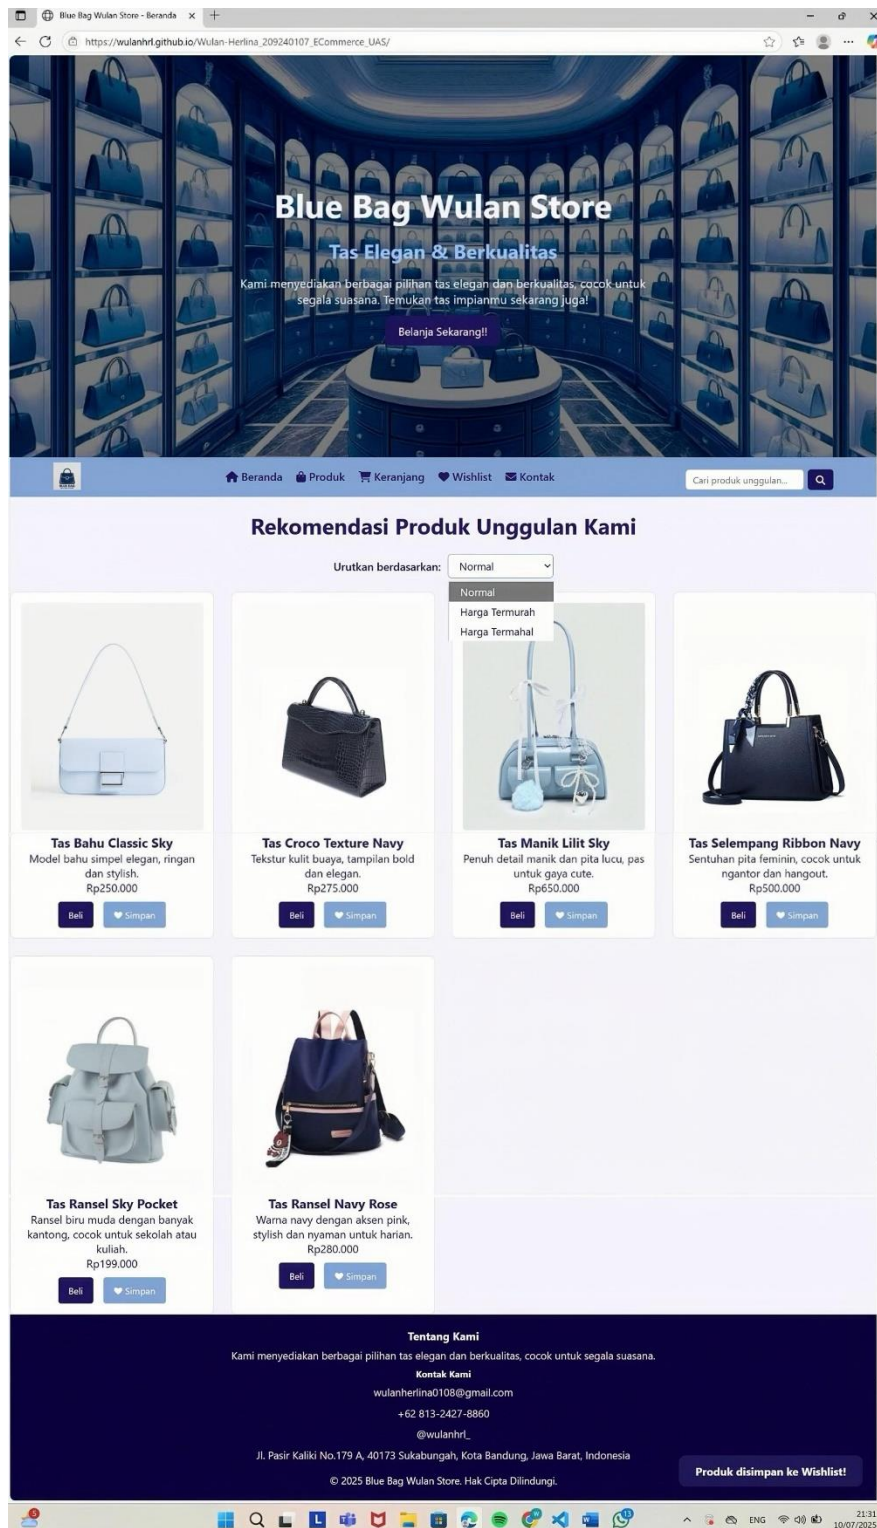 Blue Bag Wulan Store - Beranda
https://wulanhrl.github.io/Wulan-Herlina_209240107_ECommerce_UAS/
Blue Bag Wulan Store
Tas Elegan & Berkualitas
Kami menyediakan berbagai pilihan tas elegan dan berkualitas, cocok untuk
segala suasana. Temukan tas impianmu sekarang juga!
Belanja Sekarang!!
Beranda Produk Keranjang Wishlist Kontak
Cari produk unggulan...
Rekomendasi Produk Unggulan Kami
Urutkan berdasarkan: Normal
Normal
Harga Termurah
Harga Termahal
Tas Bahu Classic Sky
Model bahu simpel elegan, ringan
dan stylish.
Rp250.000
Beli Simpan
Tas Croco Texture Navy
Tekstur kulit buaya, tampilan bold
dan elegan.
Rp275.000
Beli Simpan
Tas Manik Lilit Sky
Penuh detail manik dan pita lucu, pas
untuk gaya cute.
Rp650.000
Beli Simpan
Tas Selempang Ribbon Navy
Sentuhan pita feminin, cocok untuk
ngantor dan hangout.
Rp500.000
Beli Simpan
Tas Ransel Sky Pocket
Ransel biru muda dengan banyak
kantong, cocok untuk sekolah atau
kuliah.
Rp199.000
Beli Simpan
Tas Ransel Navy Rose
Warna navy dengan aksen pink,
stylish dan nyaman untuk harian.
Rp280.000
Beli Simpan
Tentang Kami
Kami menyediakan berbagai pilihan tas elegan dan berkualitas, cocok untuk segala suasana.
Kontak Kami
wulanherlina0108@gmail.com
+62 813-2427-8860
@wulanhrl_
Jl. Pasir Kaliki No.179 A, 40173 Sukabungah, Kota Bandung, Jawa Barat, Indonesia
© 2025 Blue Bag Wulan Store. Hak Cipta Dilindungi.
Produk disimpan ke Wishlist!
ENG
21:31
10/07/2025